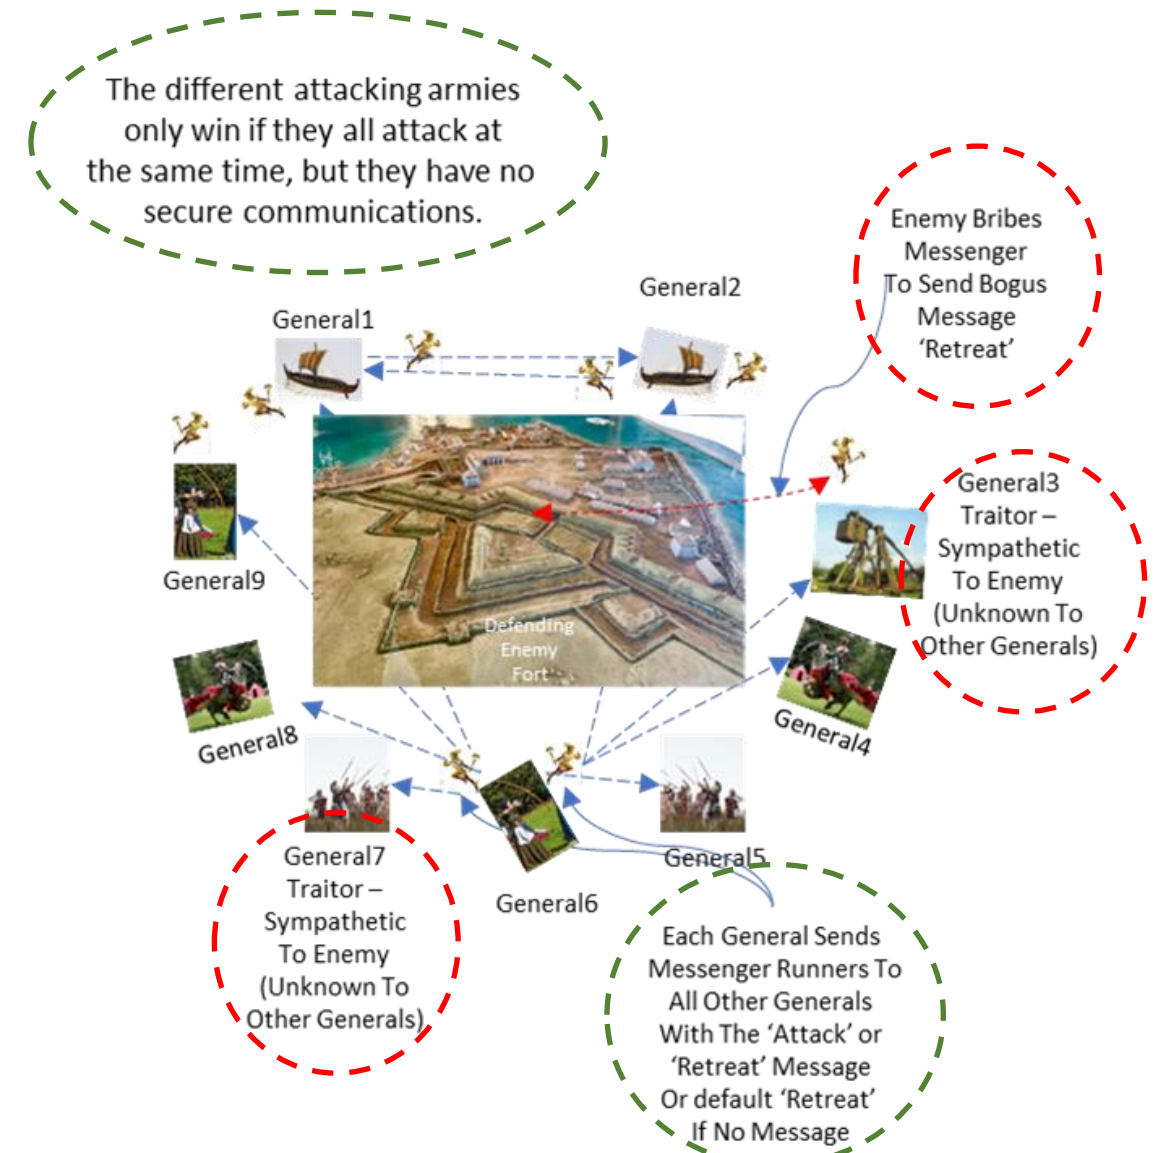 The different attacking armies
only win if they all attack at
the same time, but they have no
secure communications.
Enemy Bribes
Messenger
To Send Bogus
Message
‘Retreat’
General1
General2
General3
Traitor –
Sympathetic
To Enemy
(Unknown To
Other Generals)
General9
Defending
Enemy
Fort
General8
General4
General7
Traitor –
Sympathetic
To Enemy
(Unknown To
Other Generals)
General6
General5
Each General Sends
Messenger Runners To
All Other Generals
With The ‘Attack’ or
‘Retreat’ Message
Or default ‘Retreat’
If No Message